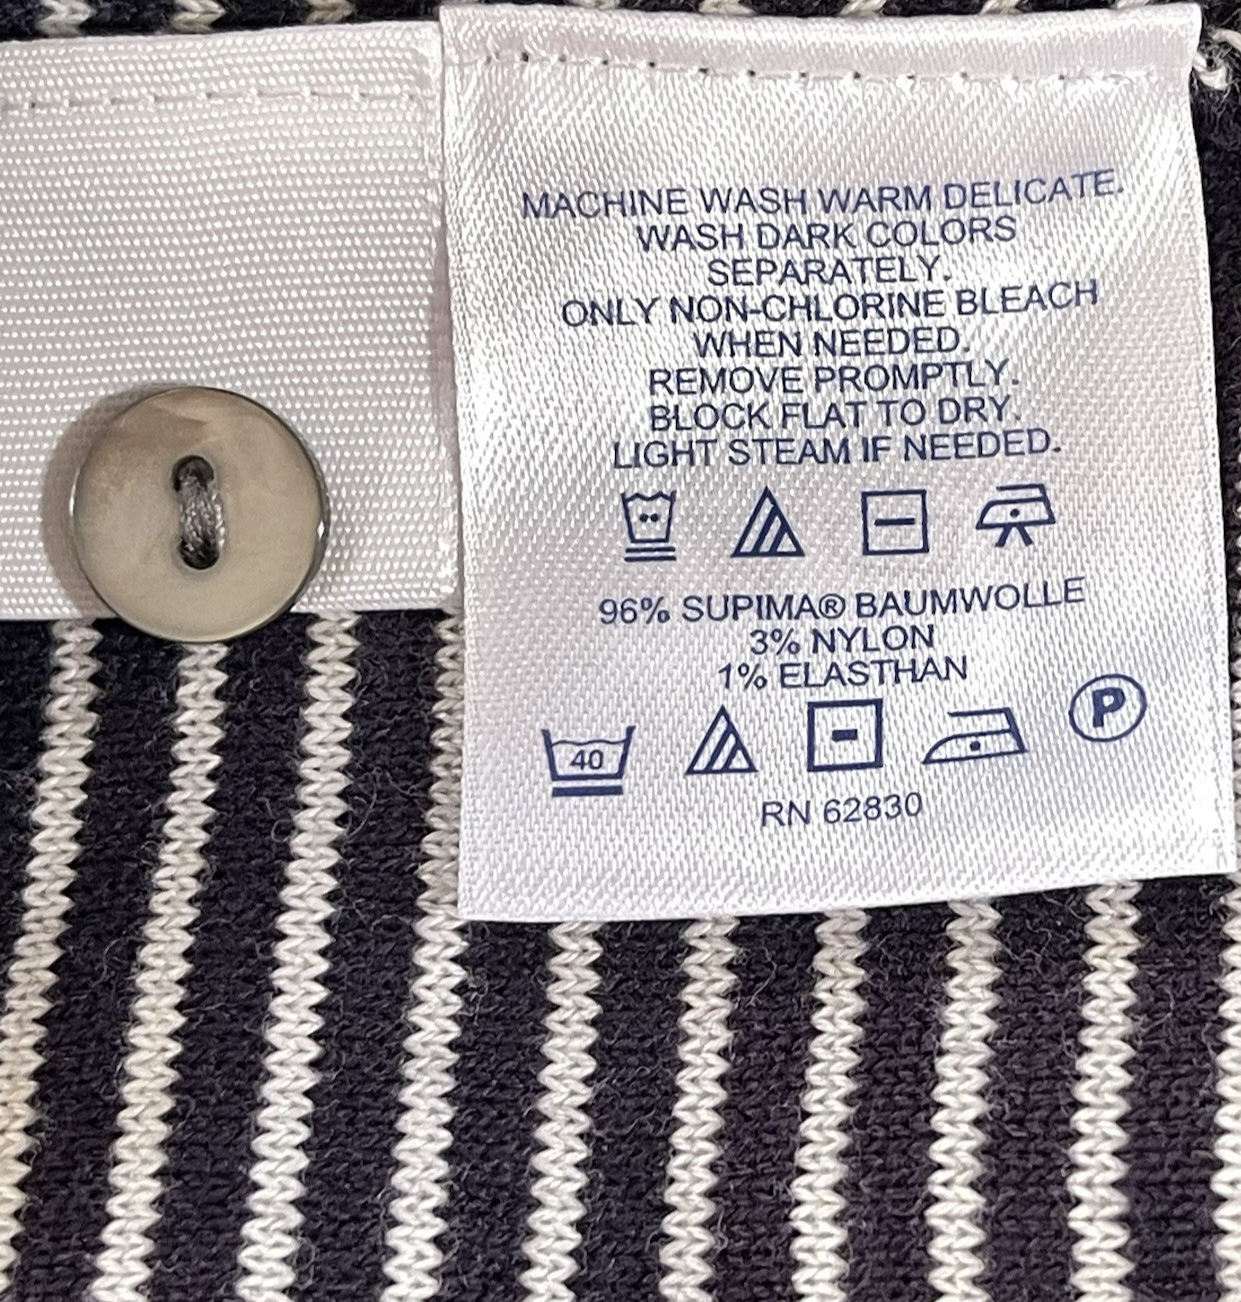 MACHINE WASH WARM DELICATE.
WASH DARK COLORS
SEPARATELY.
ONLY NON-CHLORINE BLEACH
WHEN NEEDED.
REMOVE PROMPTLY.
BLOCK FLAT TO DRY.
LIGHT STEAM IF NEEDED.
96% SUPIMA® BAUMWOLLE
3% NYLON
1% ELASTHAN
40 P
RN 62830